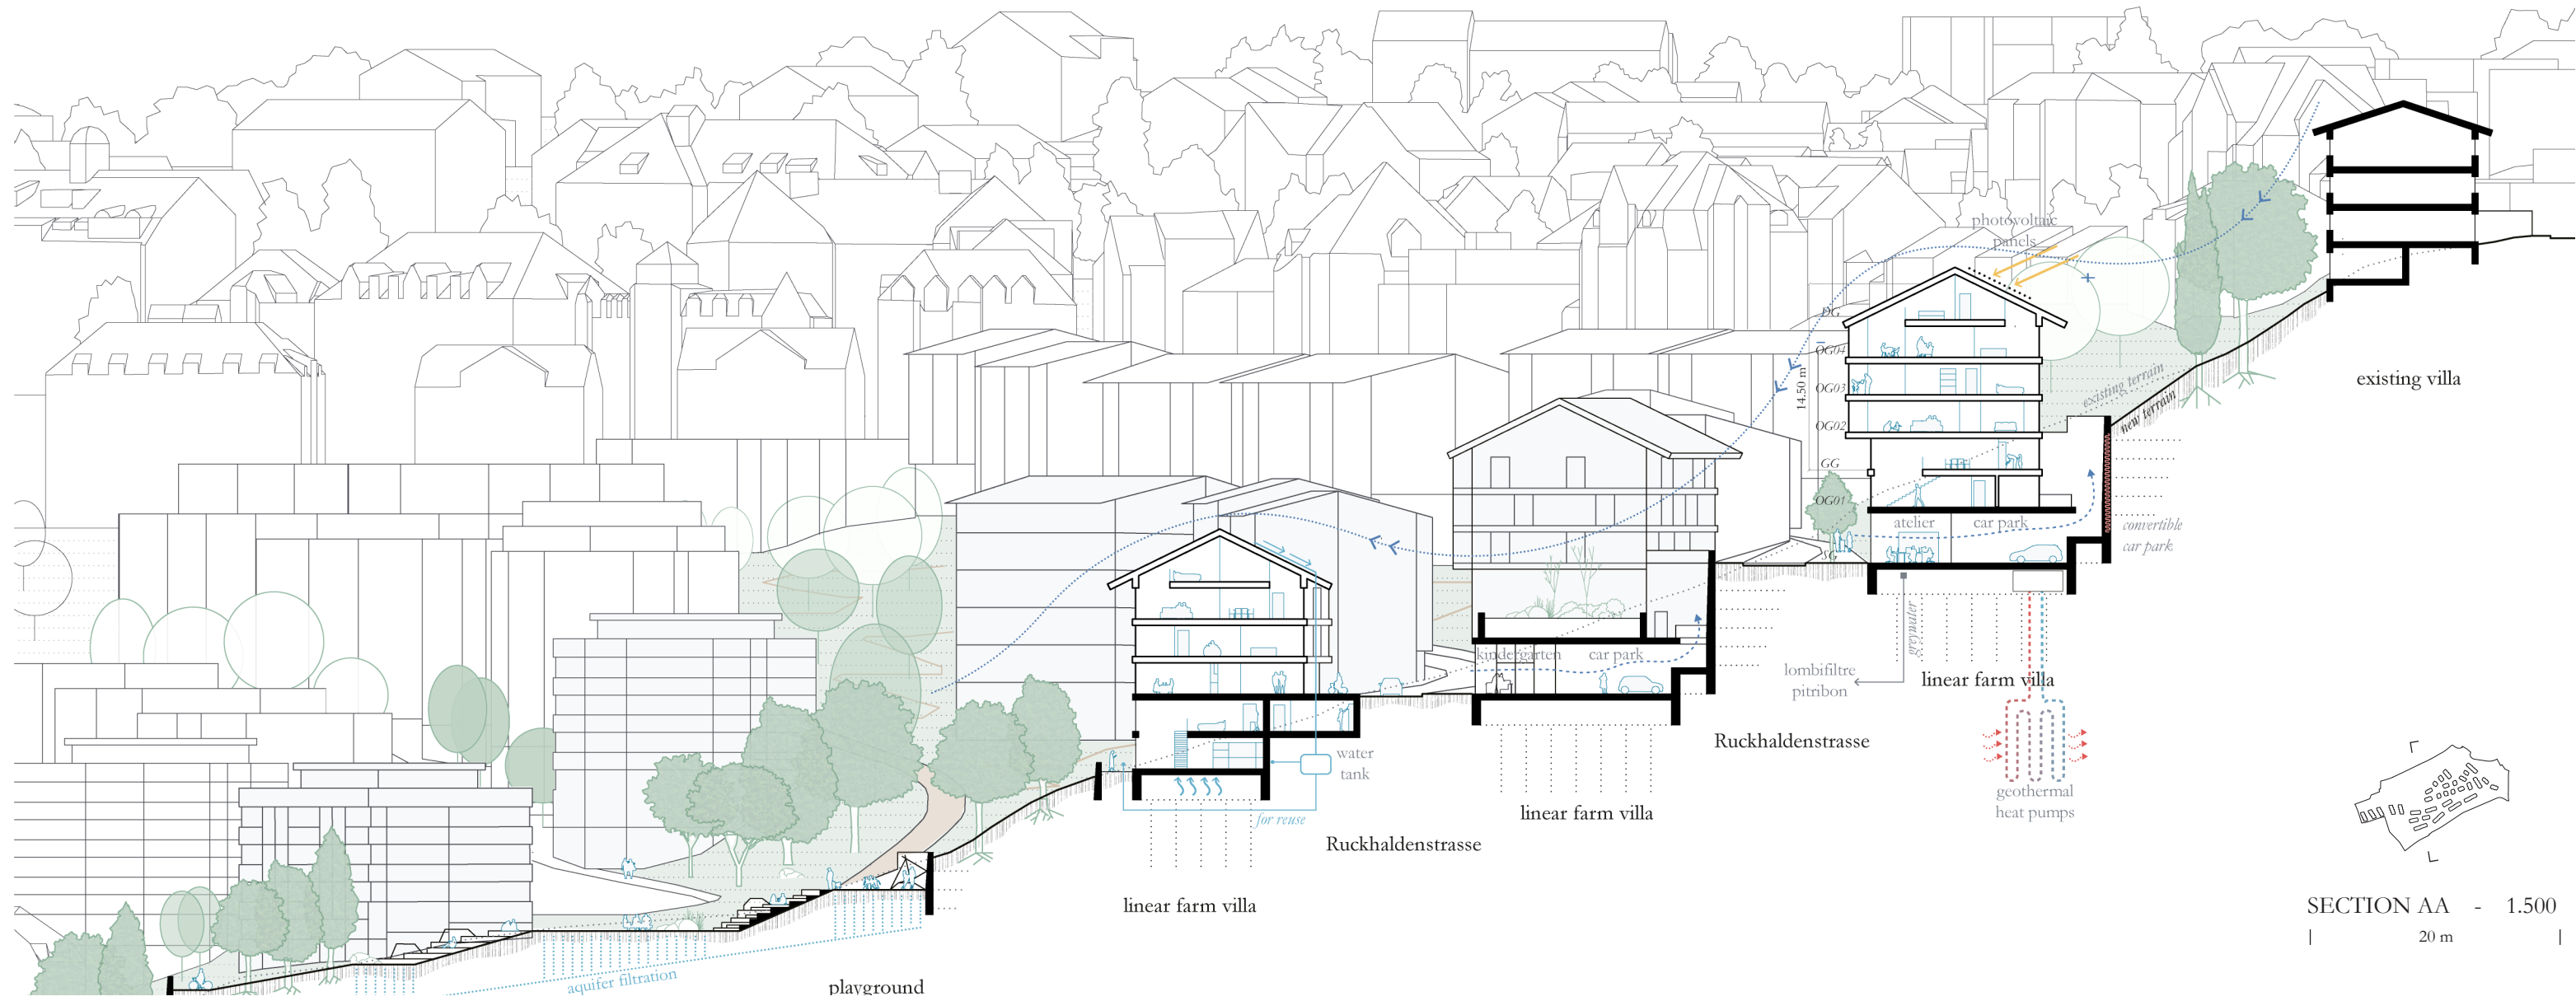 photovoltaic
panels
DG
OG04
OG03
14.50 m
OG02
GG
OG01
SG
existing terrain
new terrain
existing villa
atelier
car park
convertible
car park
greywater
lombifiltre
pitribon
linear farm villa
kindergarten
car park
Ruckhaldenstrasse
geothermal
heat pumps
linear farm villa
water
tank
for reuse
Ruckhaldenstrasse
linear farm villa
aquifer filtration
playground
SECTION AA - 1.500
20 m